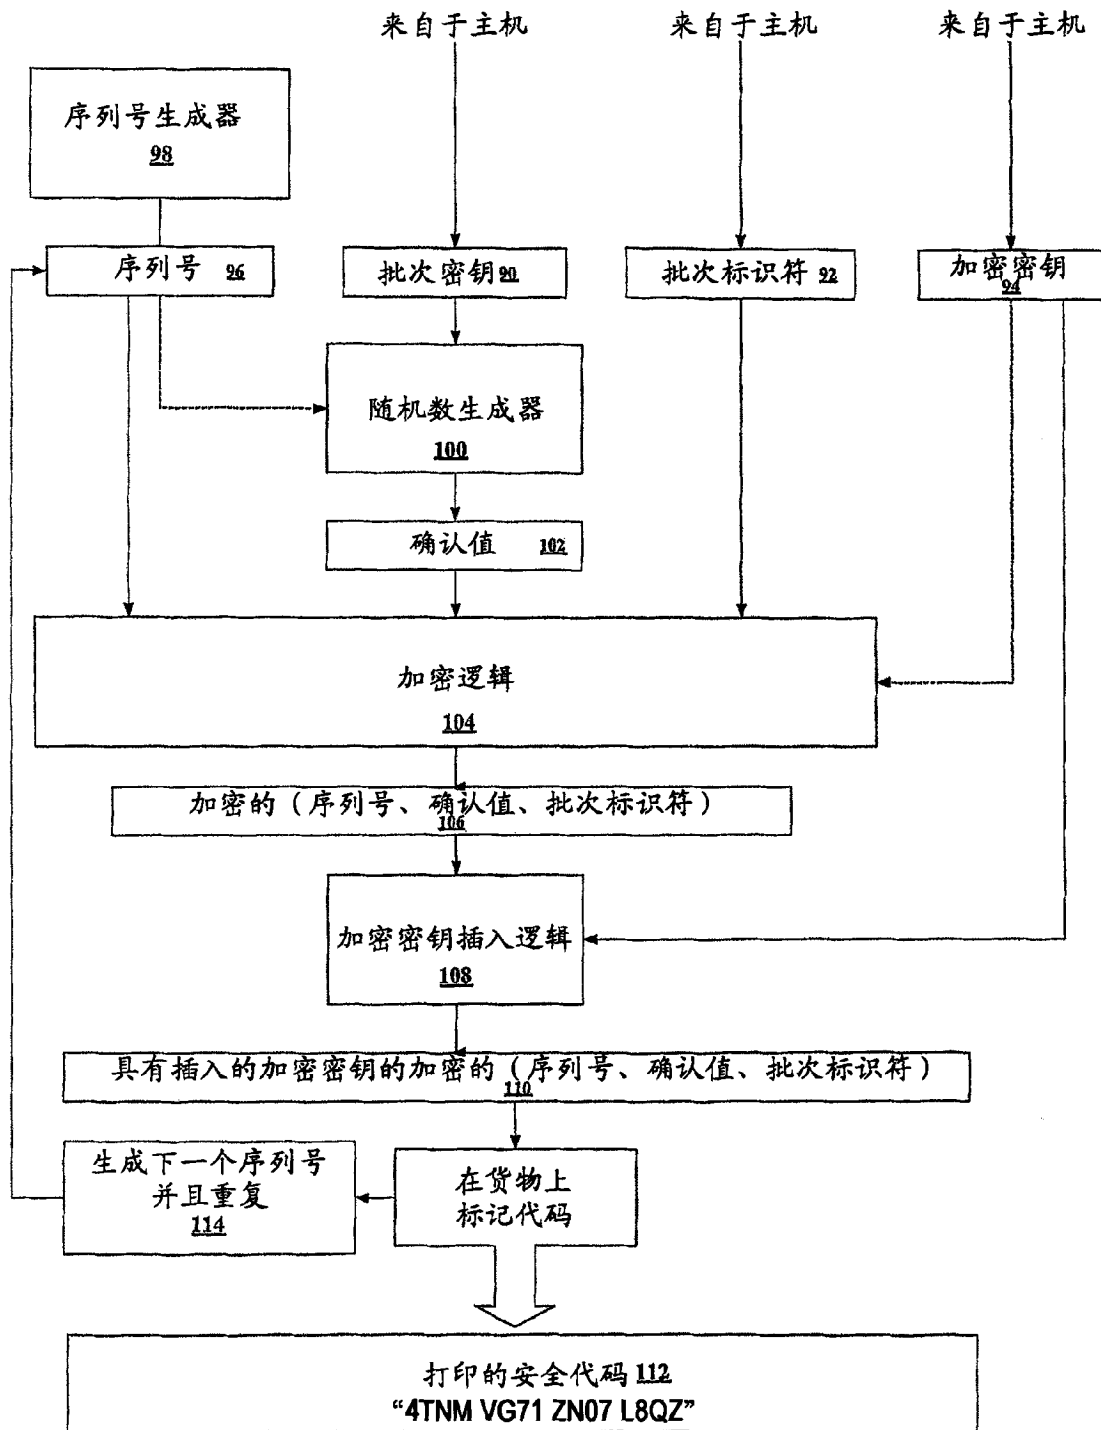 来自于主机
来自于主机
来自于主机
序列号生成器
98
序列号 96
批次密钥 90
批次标识符 92
加密密钥
94
随机数生成器
100
确认值 102
加密逻辑
104
加密的（序列号、确认值、批次标识符）
106
加密密钥插入逻辑
108
具有插入的加密密钥的加密的（序列号、确认值、批次标识符）
110
生成下一个序列号
并且重复
114
在货物上
标记代码
打印的安全代码 112
“4TNM VG71 ZN07 L8QZ”